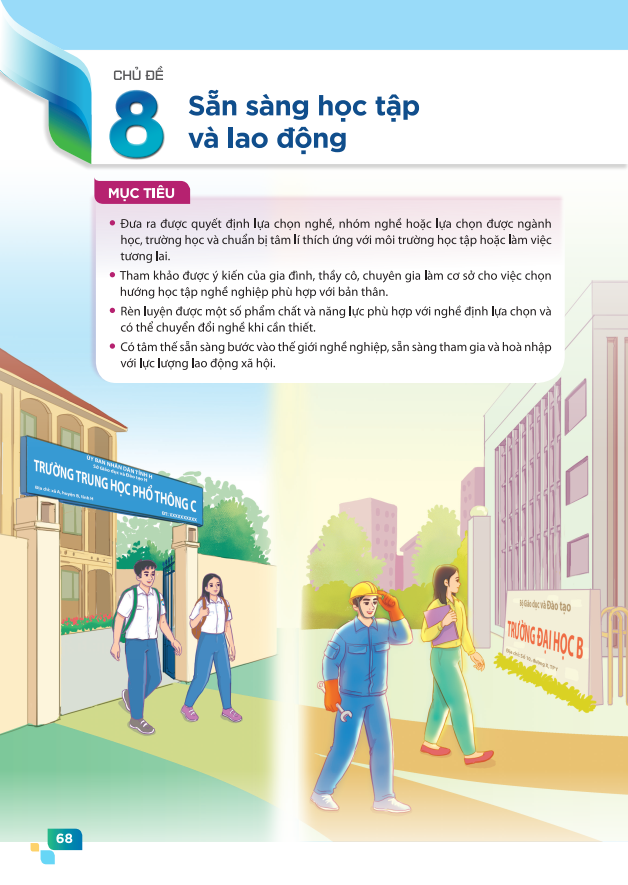 CHỦ ĐỀ
8
Sẵn sàng học tập
và lao động
MỤC TIÊU
• Đưa ra được quyết định lựa chọn nghề, nhóm nghề hoặc lựa chọn được ngành
học, trường học và chuẩn bị tâm lí thích ứng với môi trường học tập hoặc làm việc
tương lai.
• Tham khảo được ý kiến của gia đình, thầy cô, chuyên gia làm cơ sở cho việc chọn
hướng học tập nghề nghiệp phù hợp với bản thân.
• Rèn luyện được một số phẩm chất và năng lực phù hợp với nghề định lựa chọn và
có thể chuyển đổi nghề khi cần thiết.
• Có tâm thế sẵn sàng bước vào thế giới nghề nghiệp, sẵn sàng tham gia và hoà nhập
với lực lượng lao động xã hội.
ỦY BAN NHÂN DÂN TỈNH H
Sở Giáo dục và Đào tạo H
TRƯỜNG TRUNG HỌC PHỔ THÔNG C
Địa chỉ: xã A, huyện B, tỉnh H
ĐT: XXXXXXXXXX
Sở Giáo dục và Đào tạo
TRƯỜNG ĐẠI HỌC B
Địa chỉ: Số 10, đường X, TP Y
68